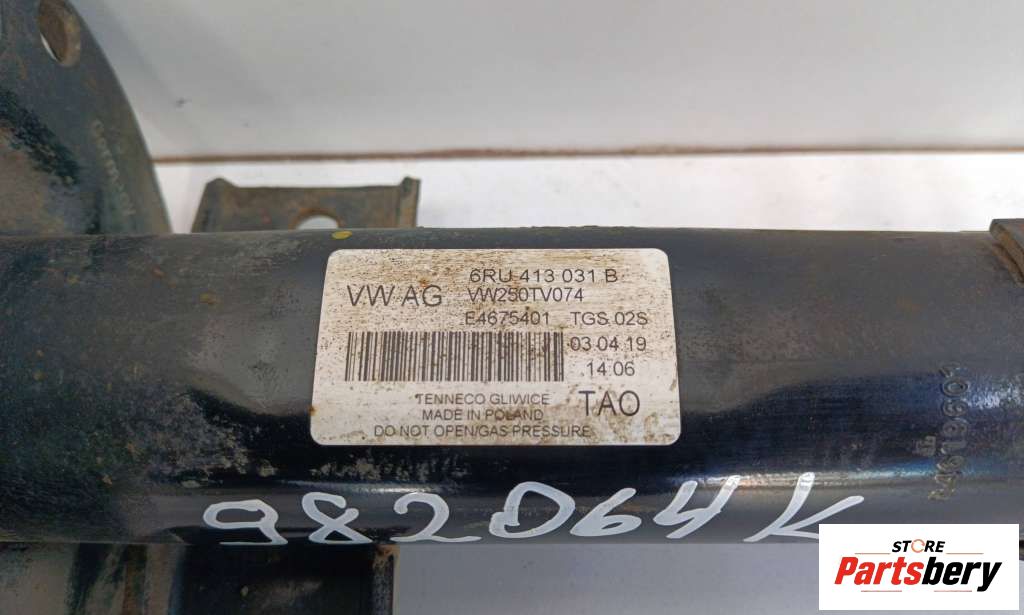 6RU 413 031 B
VW AG VW250TV074
E4675401 TGS 02S
03 04 19
14:06
TENNECO GLIWICE
MADE IN POLAND
DO NOT OPEN/GAS PRESSURE
TAO
982064K
STORE
Partsbery